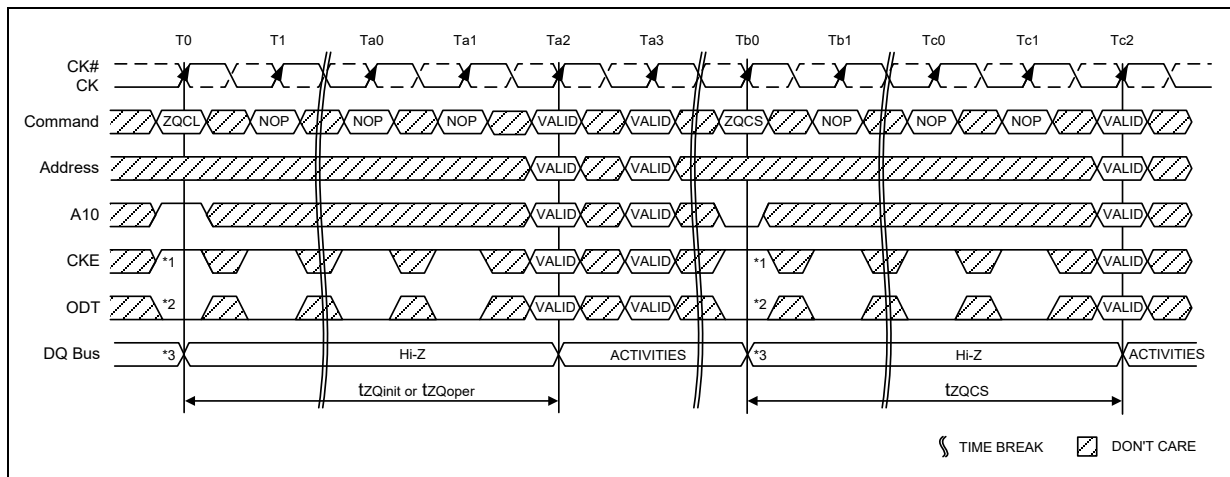 T0 T1 Ta0 Ta1 Ta2 Ta3 Tb0 Tb1 Tc0 Tc1 Tc2
CK#
CK
Command ZQCL NOP NOP NOP VALID VALID ZQCS NOP NOP NOP VALID
Address VALID VALID VALID
A10 VALID VALID VALID
CKE *1 VALID VALID *1 VALID
ODT *2 VALID VALID *2 VALID
DQ Bus *3 Hi-Z ACTIVITIES *3 Hi-Z ACTIVITIES
tZQinit or tZQoper tZQCS
TIME BREAK DON'T CARE